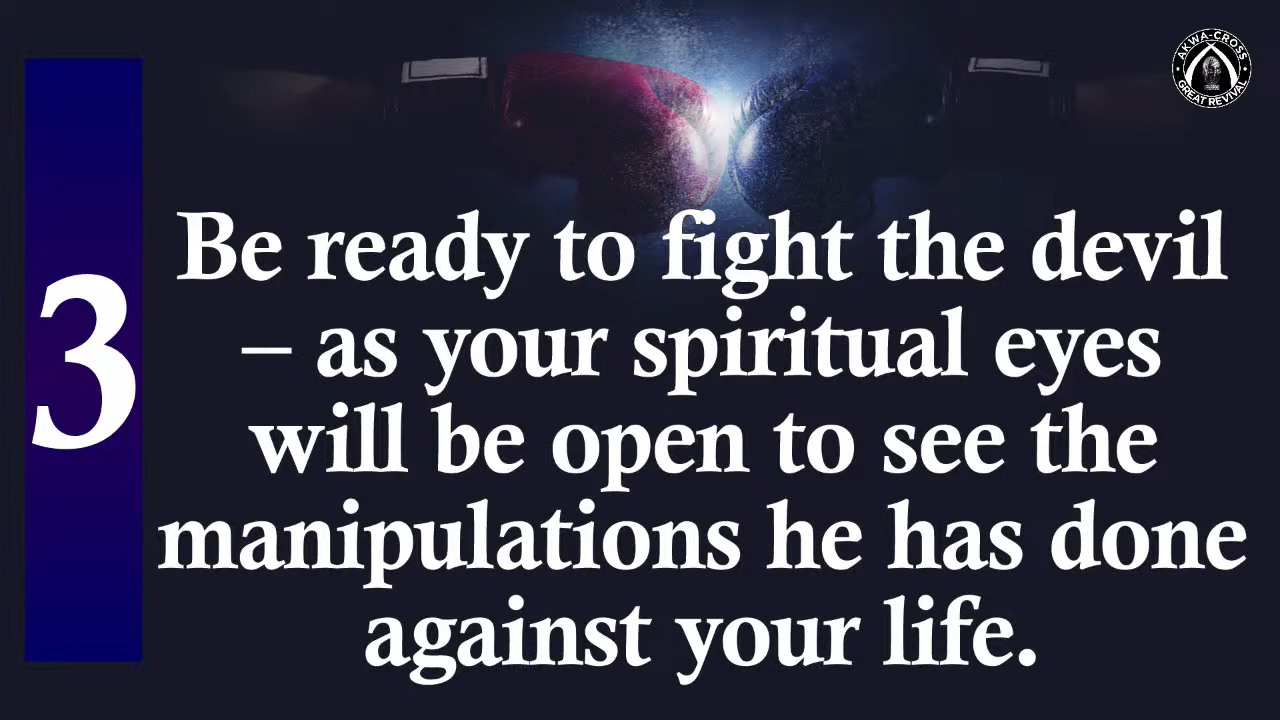 AKWA-CROSS
GREAT REVIVAL
3
Be ready to fight the devil
– as your spiritual eyes
will be open to see the
manipulations he has done
against your life.